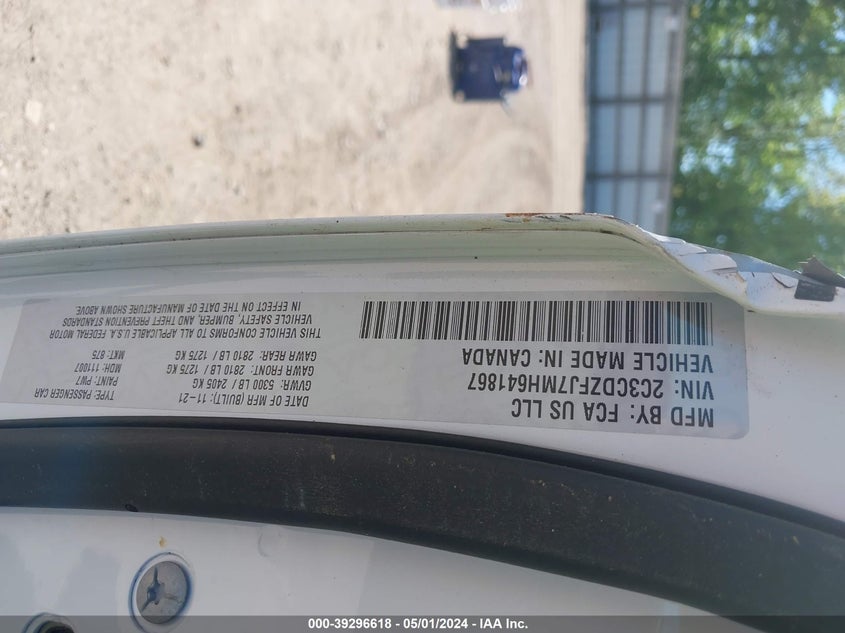 MFD BY: FCA US LLC
VIN: 2C3CDZFJ7MH641867
VEHICLE MADE IN: CANADA
DATE OF MFR (BUILT): 11-21
GVWR: 5300 LB / 2405 KG
GAWR FRONT: 2810 LB / 1275 KG
GAWR REAR: 2810 LB / 1275 KG
THIS VEHICLE CONFORMS TO ALL APPLICABLE U.S.A. FEDERAL MOTOR
VEHICLE SAFETY, BUMPER, AND THEFT PREVENTION STANDARDS
IN EFFECT ON THE DATE OF MANUFACTURE SHOWN ABOVE.
TYPE: PASSENGER CAR
PAINT: PW7
MDH: 111007
MKT: 875
000-39296618 - 05/01/2024 - IAA Inc.